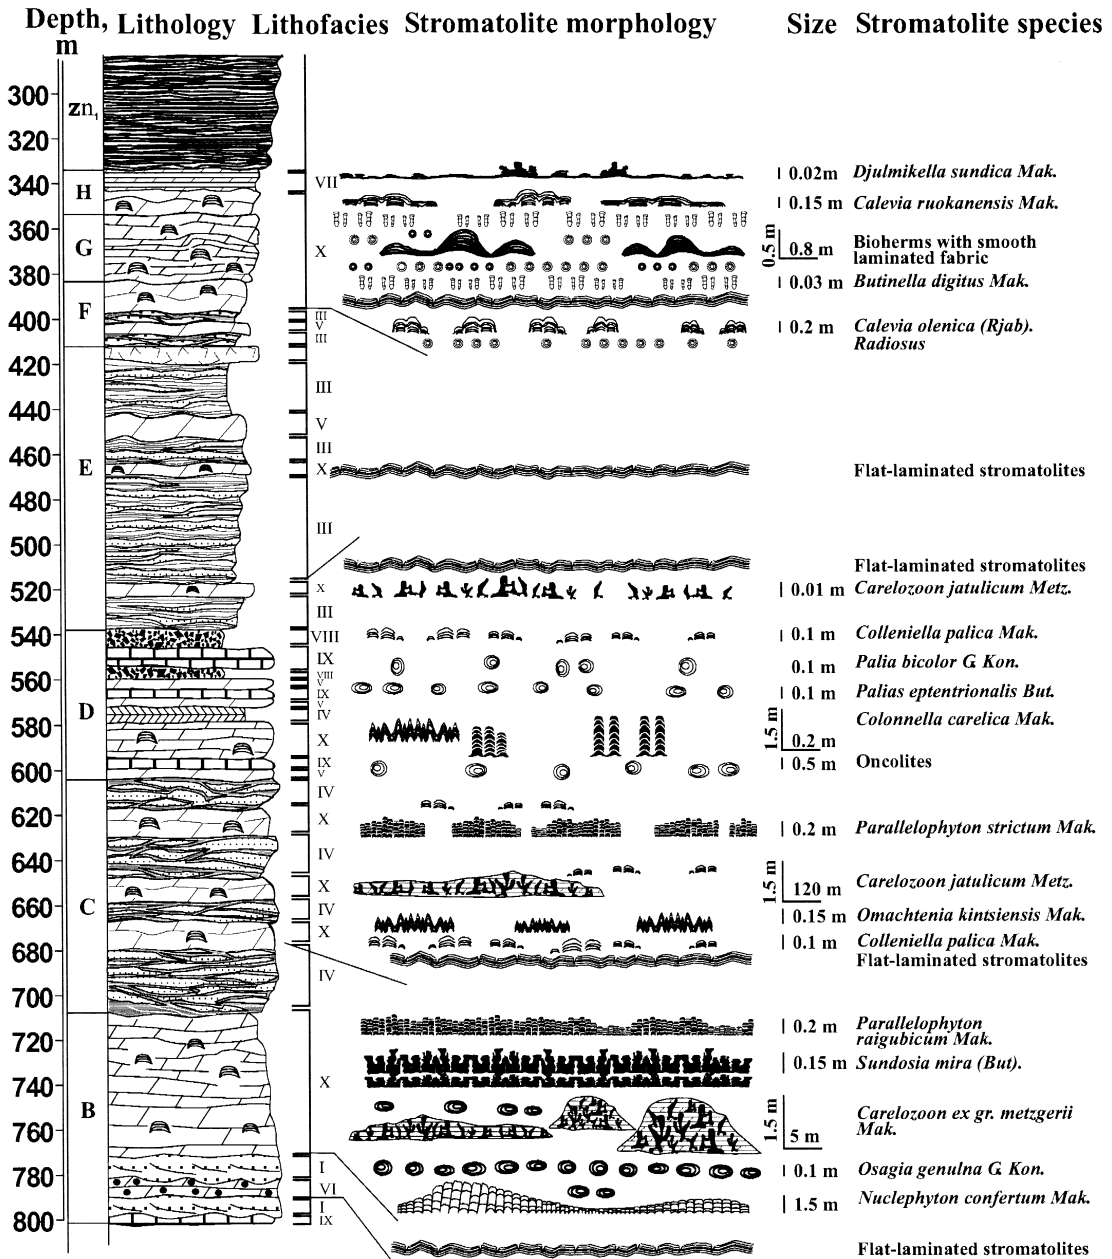 Depth, m Lithology Lithofacies Stromatolite morphology Size Stromatolite species
300
zn₁
320
VII
0.02m Djulmikella sundica Mak.
340
H
0.15 m Calevia ruokanensis Mak.
360
G
X
0.5 m
0.8 m
Bioherms with smooth
laminated fabric
380
0.03 m Butinella digitus Mak.
F
400
III
V
III
0.2 m Calevia olenica (Rjab).
Radiosus
420
III
440
V
460
III
E
X
Flat-laminated stromatolites
480
500
III
Flat-laminated stromatolites
520
X
0.01 m Carelozoon jatulicum Metz.
III
540
VIII
0.1 m Colleniella palica Mak.
IX
0.1 m Palia bicolor G. Kon.
560
VIII
V
IX
0.1 m Palias eptentrionalis But.
D
V
IV
580
X
1.5 m
0.2 m
Colonnella carelica Mak.
IX
0.5 m Oncolites
600
V
IV
620
X
0.2 m Parallelophyton strictum Mak.
640
IV
X
1.5 m
120 m
Carelozoon jatulicum Metz.
660
C
IV
0.15 m Omachtenia kintsiensis Mak.
X
0.1 m Colleniella palica Mak.
680
Flat-laminated stromatolites
IV
700
720
0.2 m Parallelophyton
raigubicum Mak.
0.15 m Sundosia mira (But).
740
X
B
1.5 m
5 m
Carelozoon ex gr. metzgerii
Mak.
760
I
0.1 m Osagia genulna G. Kon.
780
VI
1.5 m Nuclephyton confertum Mak.
I
800
IX
Flat-laminated stromatolites